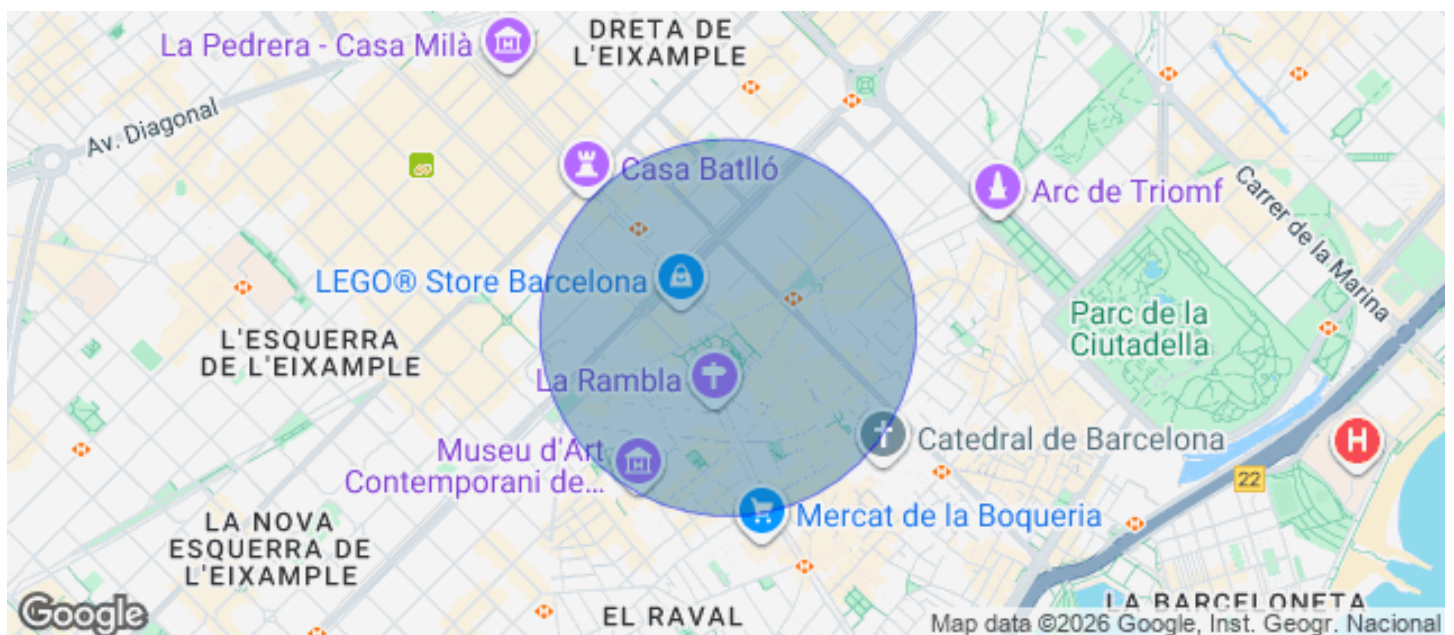 La Pedrera - Casa Milà
DRETA DE
L'EIXAMPLE
Av. Diagonal
Casa Batlló
Arc de Triomf
Carrer de la Marina
LEGO® Store Barcelona
Parc de la
Ciutadella
L'ESQUERRA
DE L'EIXAMPLE
La Rambla
Museu d'Art
Contemporani de...
Catedral de Barcelona
H
22
Mercat de la Boqueria
LA NOVA
ESQUERRA DE
L'EIXAMPLE
EL RAVAL
LA BARCELONETA
Google
Map data ©2026 Google, Inst. Geogr. Nacional